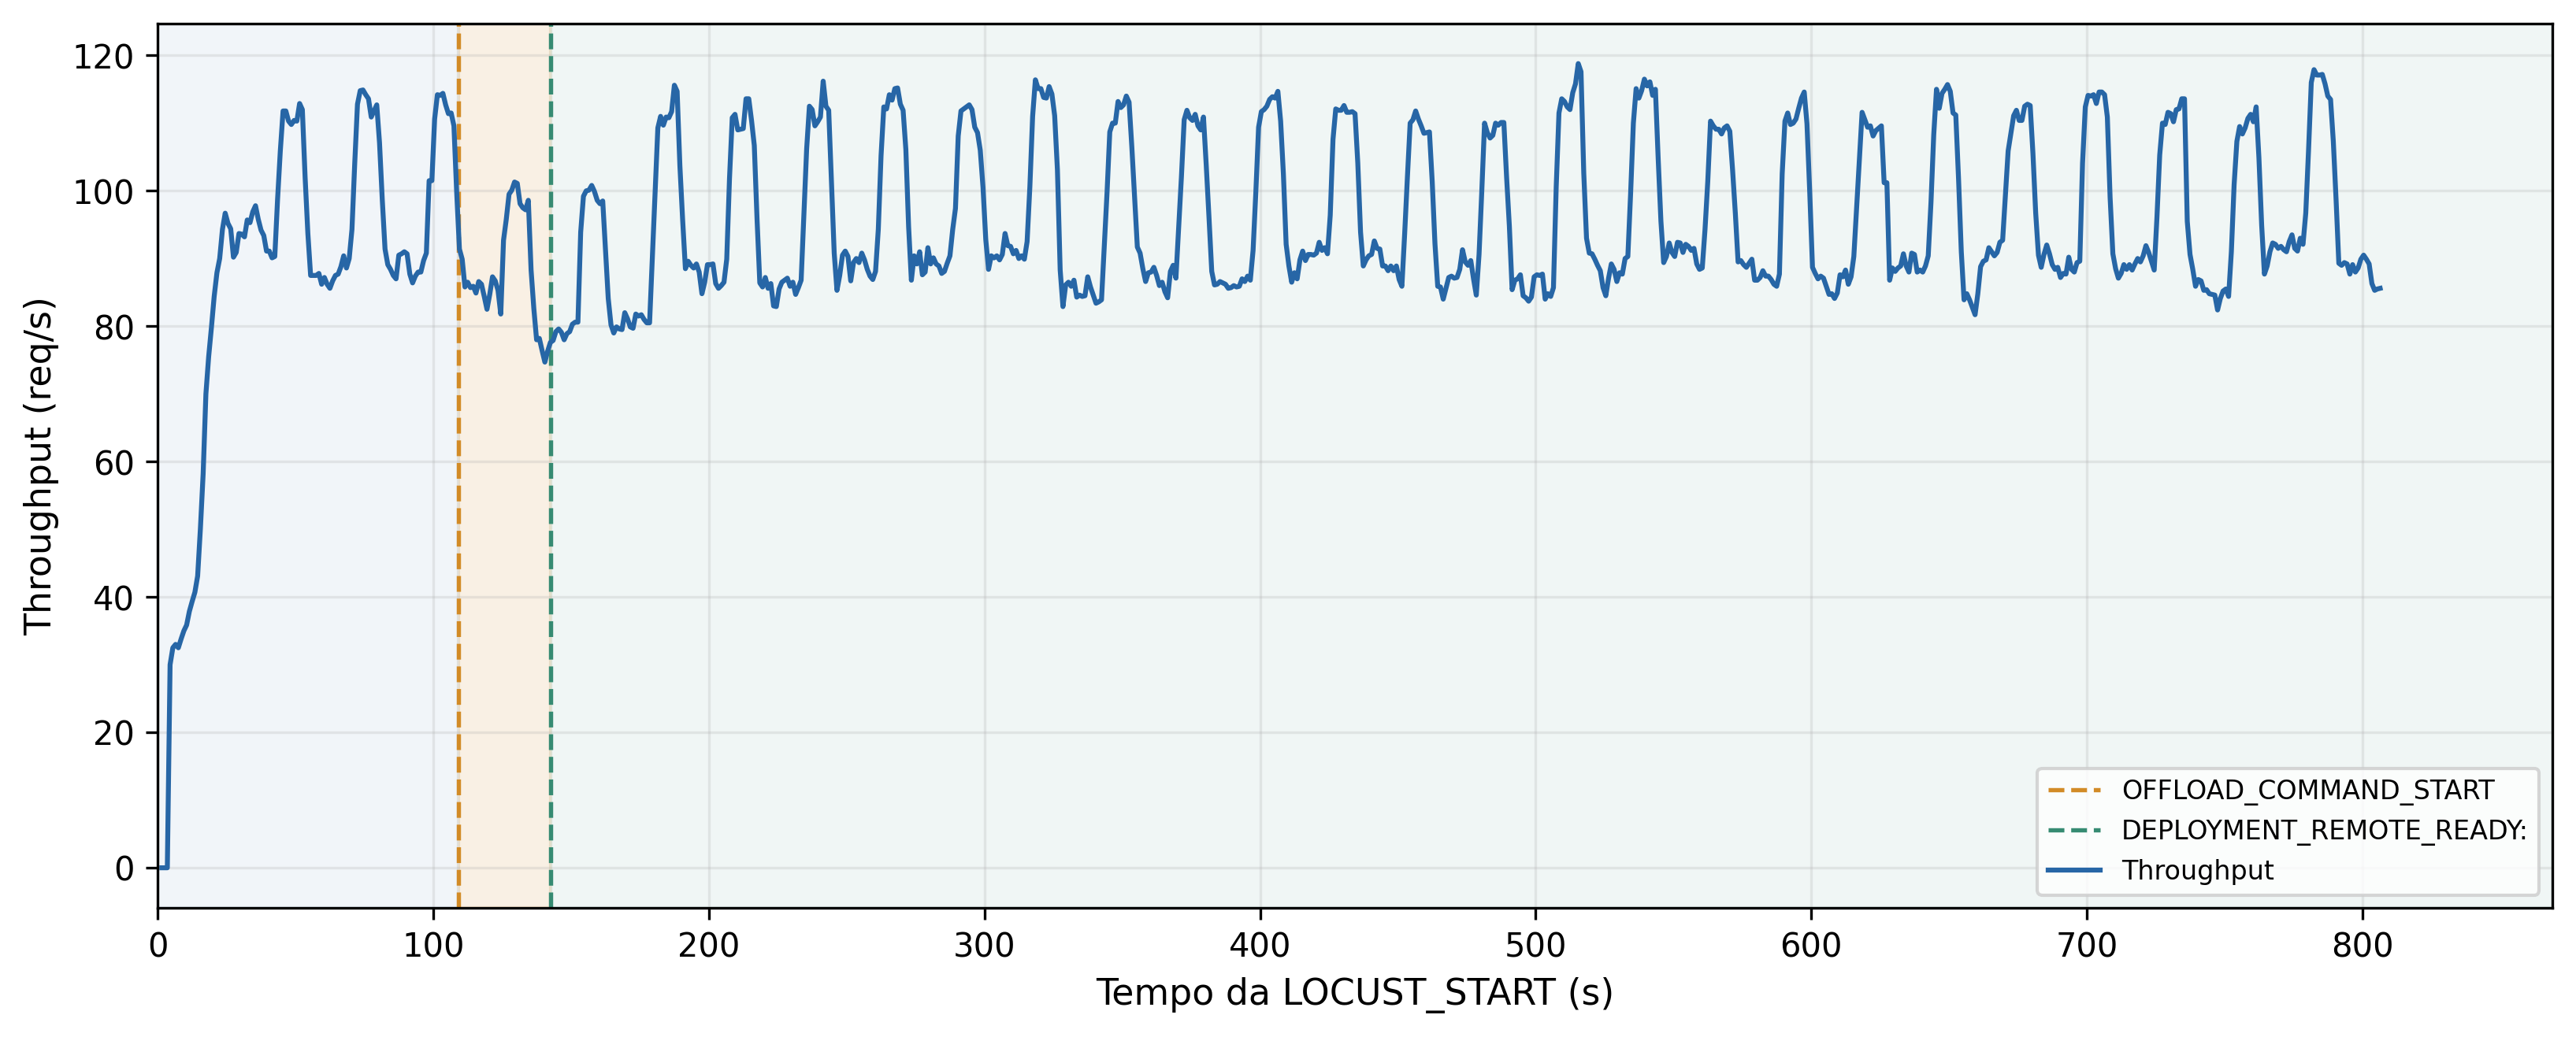 120
100
80
60
40
20
0
Throughput (req/s)
0 100 200 300 400 500 600 700 800
Tempo da LOCUST_START (s)
OFFLOAD_COMMAND_START
DEPLOYMENT_REMOTE_READY:
Throughput